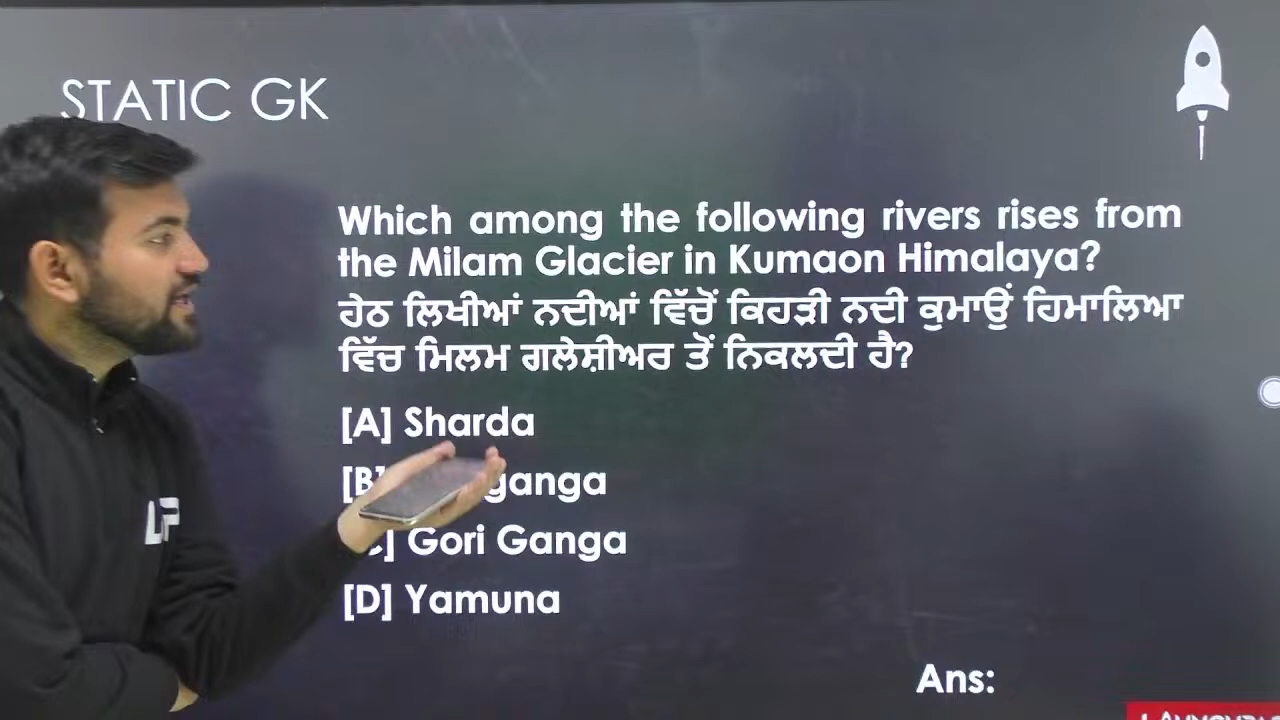 STATIC GK
Which among the following rivers rises from
the Milam Glacier in Kumaon Himalaya?
ਹੇਠ ਲਿਖੀਆਂ ਨਦੀਆਂ ਵਿੱਚੋਂ ਕਿਹੜੀ ਨਦੀ ਕੁਮਾਉਂ ਹਿਮਾਲਿਆ
ਵਿੱਚ ਮਿਲਮ ਗਲੇਸ਼ੀਅਰ ਤੋਂ ਨਿਕਲਦੀ ਹੈ?
[A] Sharda
[B]
[C] Gori Ganga
[D] Yamuna
Ans: